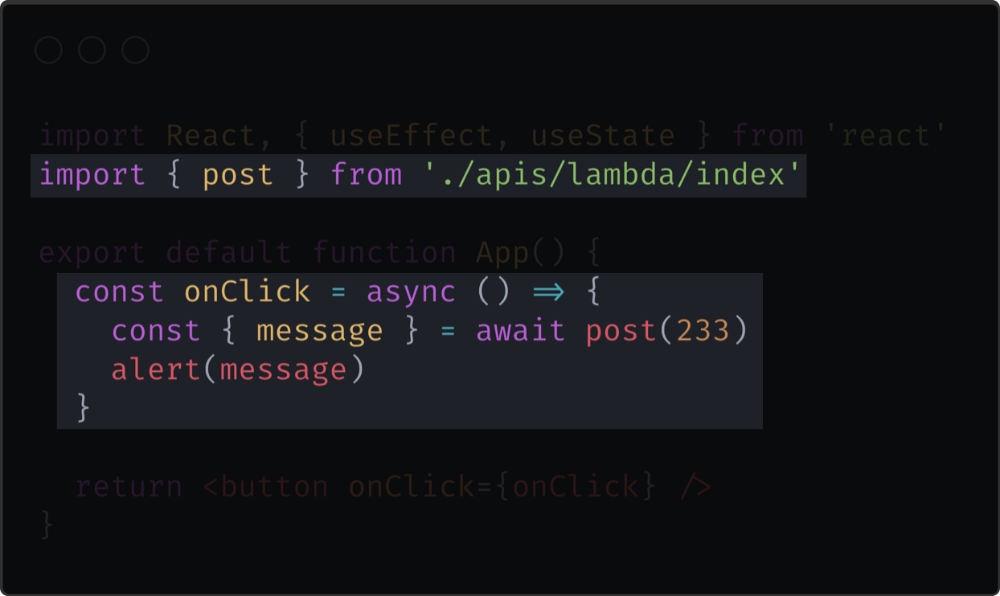 import React, { useEffect, useState } from 'react'
import { post } from './apis/lambda/index'
export default function App() {
const onClick = async () => {
const { message } = await post(233)
alert(message)
}
return <button onClick={onClick} />
}